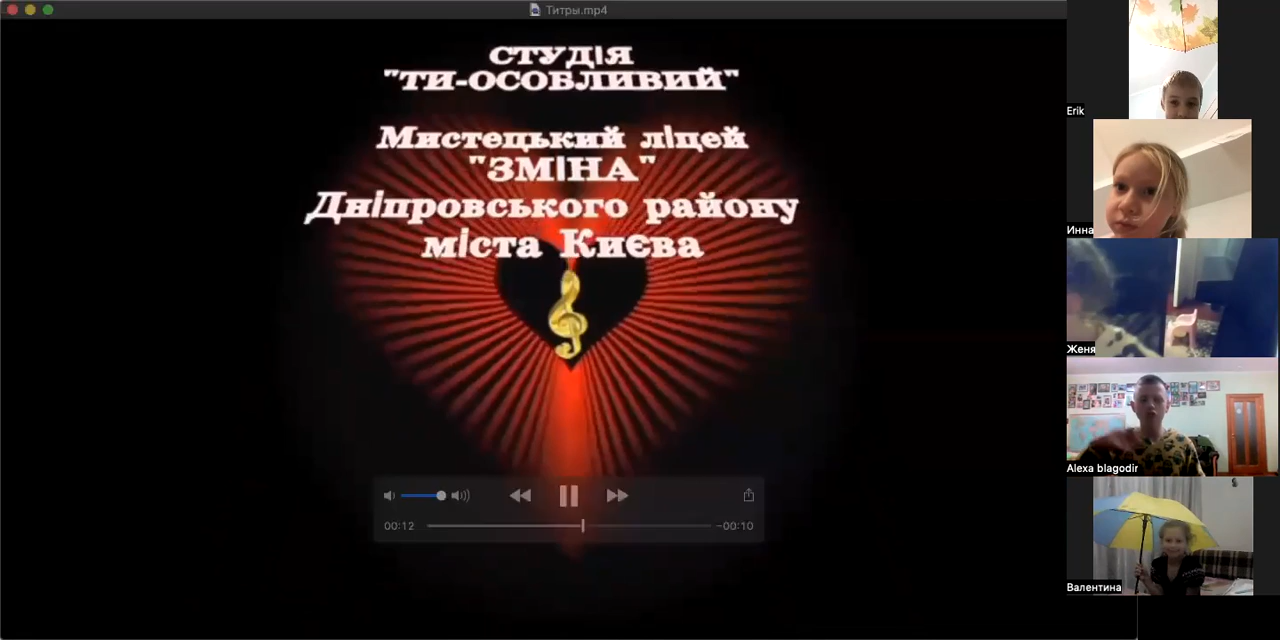 Титры.mp4
СТУДІЯ
"ТИ-ОСОБЛИВИЙ"
Мистецький ліцей
"ЗМІНА"
Дніпровського району
міста Києва
00:12
-00:10
Erik
Инна
Женя
Alexa blagodir
Валентина